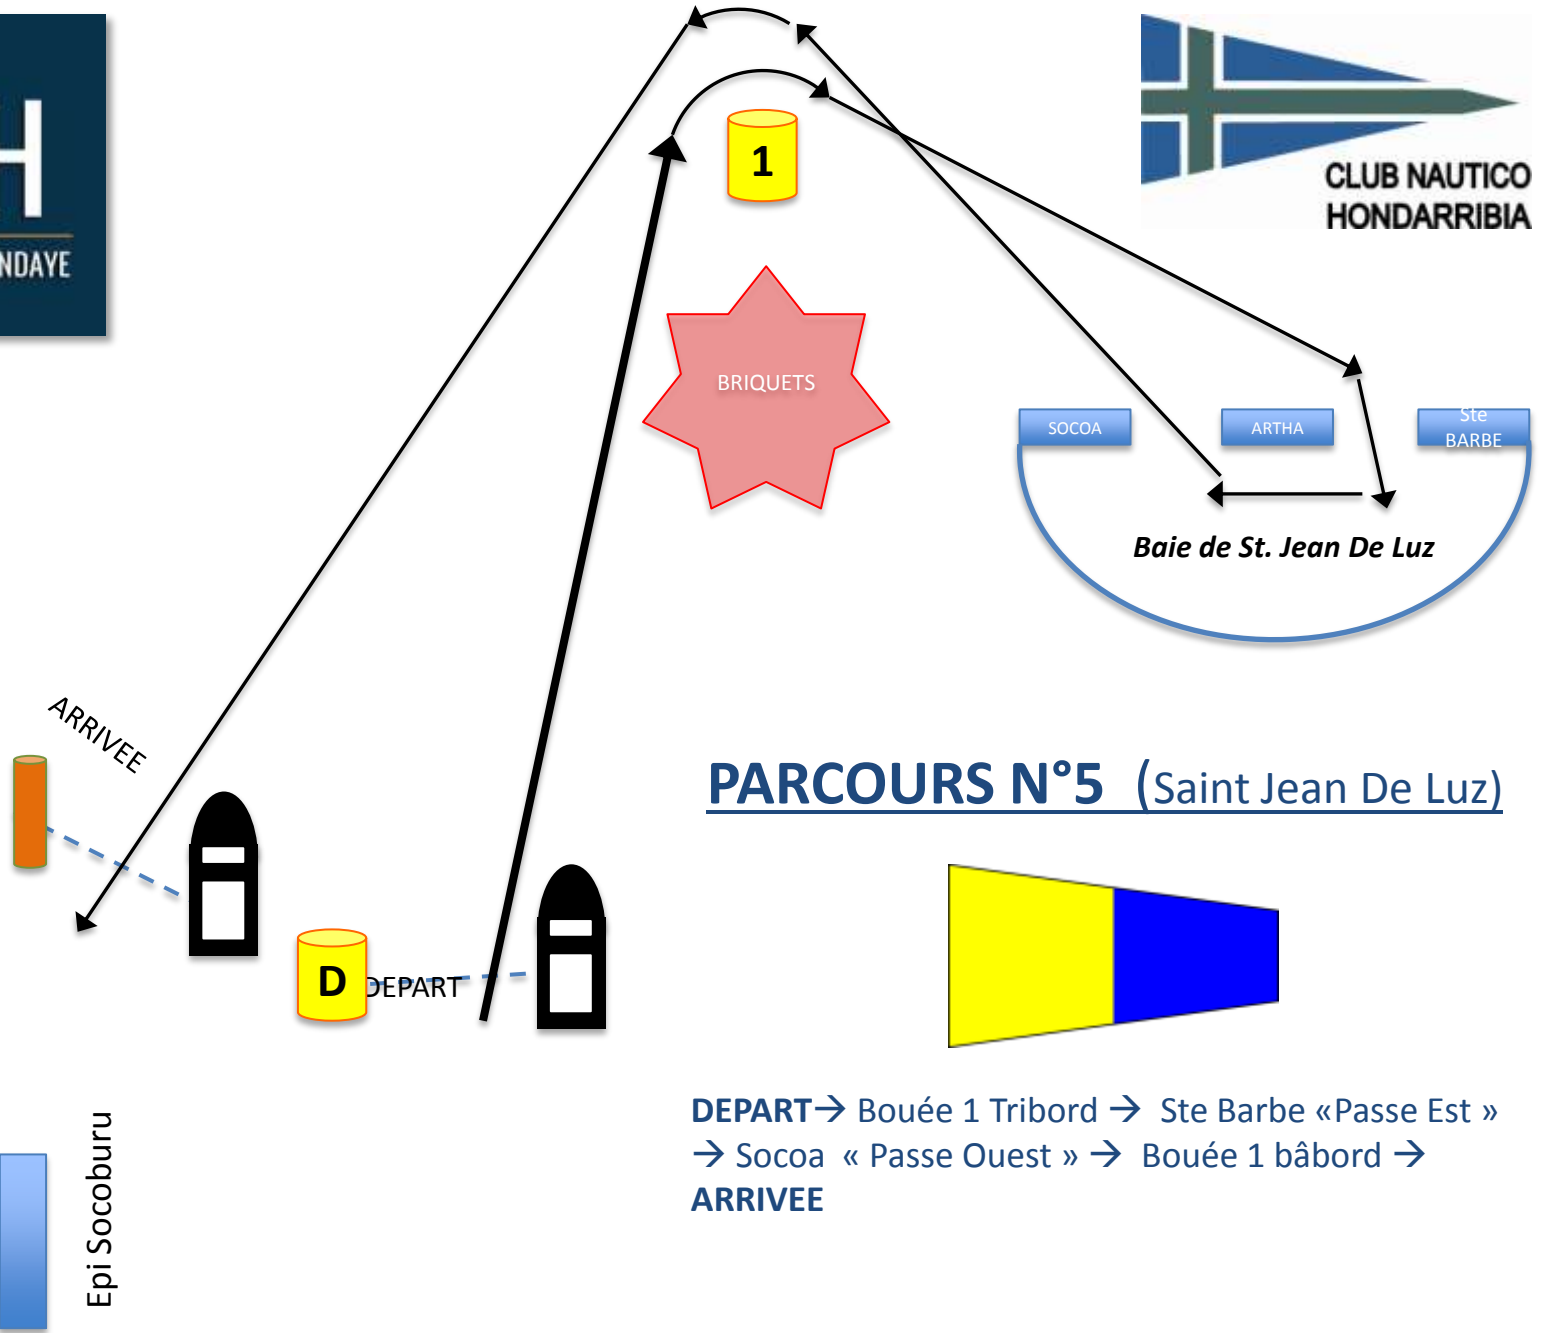 H
NDAYE
CLUB NAUTICO
HONDARRIBIA
1
BRIQUETS
SOCOA
ARTHA
Ste
BARBE
Baie de St. Jean De Luz
ARRIVEE
PARCOURS N°5 (Saint Jean De Luz)
D
DEPART
DEPART→ Bouée 1 Tribord → Ste Barbe «Passe Est »
→ Socoa « Passe Ouest » → Bouée 1 bâbord →
ARRIVEE
Epi Socoburu